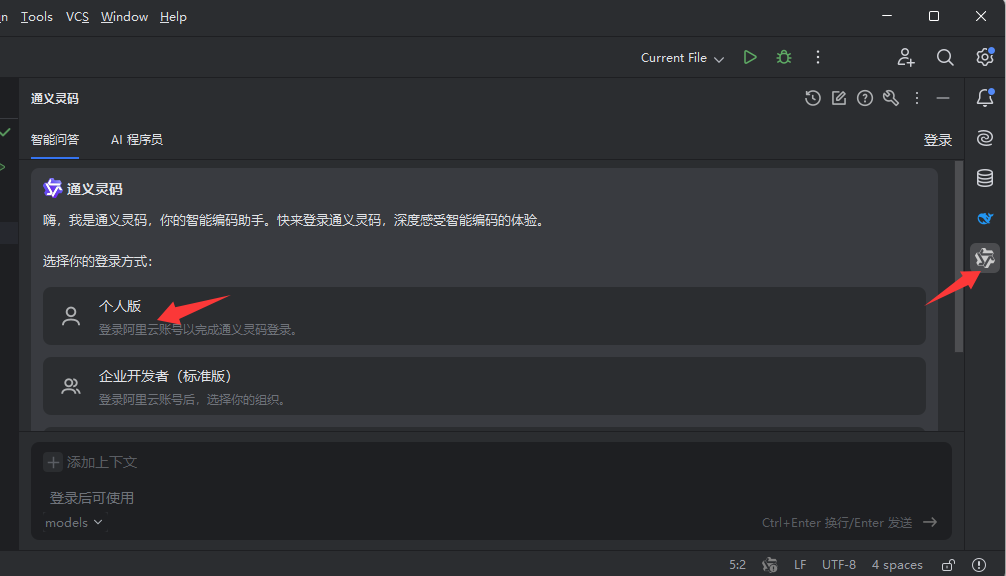 Tools VCS Window Help
Current File
通义灵码
智能问答 AI 程序员 登录
通义灵码
嗨，我是通义灵码，你的智能编码助手。快来登录通义灵码，深度感受智能编码的体验。
选择你的登录方式：
个人版
登录阿里云账号以完成通义灵码登录。
企业开发者（标准版）
登录阿里云账号后，选择你的组织。
添加上下文
登录后可使用
models Ctrl+Enter 换行/Enter 发送
5:2 LF UTF-8 4 spaces